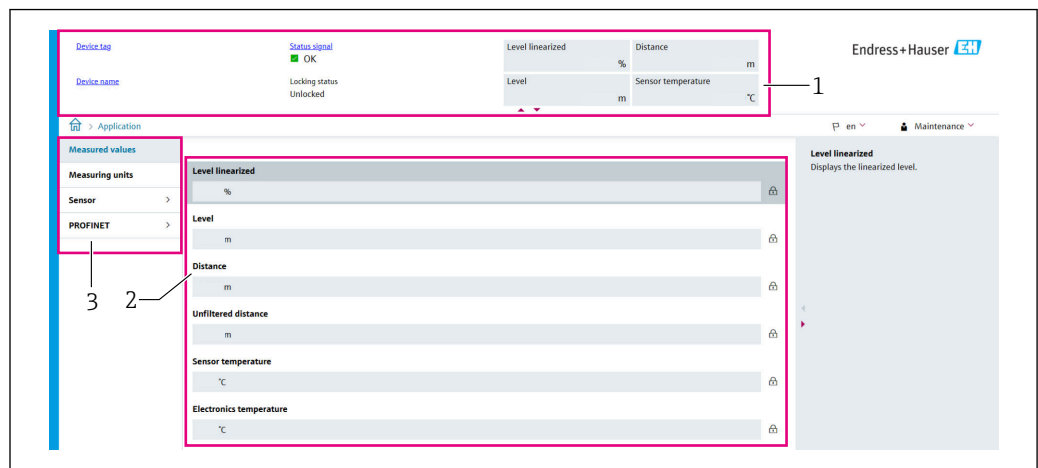 Device tag
Status signal
OK
Device name
Locking status
Unlocked
Level linearized
%
Distance
m
Level
m
Sensor temperature
°C
1
Endress+Hauser EH
> Application
en
Maintenance
Measured values
Measuring units
Sensor >
PROFINET >
3
2
Level linearized
%
Level
m
Distance
m
Unfiltered distance
m
Sensor temperature
°C
Electronics temperature
°C
Level linearized
Displays the linearized level.